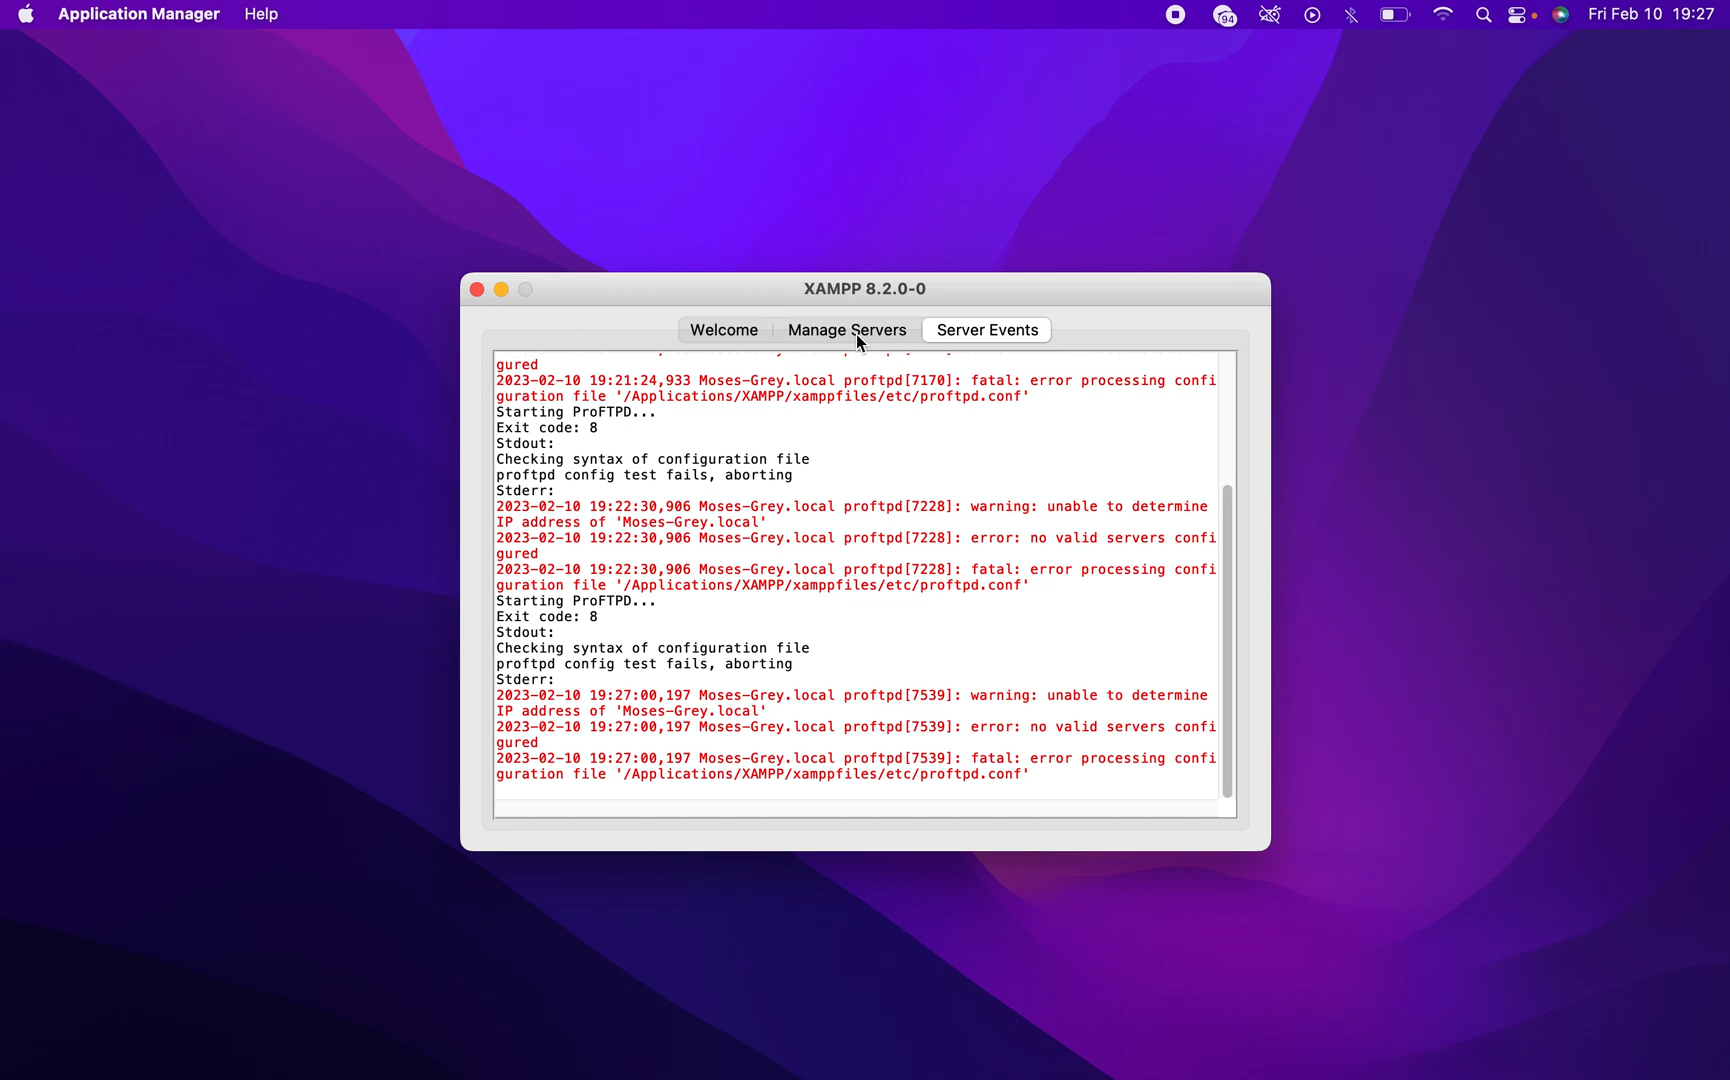 Application Manager Help 94 Fri Feb 10 19:27
XAMPP 8.2.0-0
Welcome Manage Servers Server Events
gured
2023-02-10 19:21:24,933 Moses-Grey.local proftpd[7170]: fatal: error processing confi
guration file '/Applications/XAMPP/xamppfiles/etc/proftpd.conf'
Starting ProFTPD...
Exit code: 8
Stdout:
Checking syntax of configuration file
proftpd config test fails, aborting
Stderr:
2023-02-10 19:22:30,906 Moses-Grey.local proftpd[7228]: warning: unable to determine
IP address of 'Moses-Grey.local'
2023-02-10 19:22:30,906 Moses-Grey.local proftpd[7228]: error: no valid servers confi
gured
2023-02-10 19:22:30,906 Moses-Grey.local proftpd[7228]: fatal: error processing confi
guration file '/Applications/XAMPP/xamppfiles/etc/proftpd.conf'
Starting ProFTPD...
Exit code: 8
Stdout:
Checking syntax of configuration file
proftpd config test fails, aborting
Stderr:
2023-02-10 19:27:00,197 Moses-Grey.local proftpd[7539]: warning: unable to determine
IP address of 'Moses-Grey.local'
2023-02-10 19:27:00,197 Moses-Grey.local proftpd[7539]: error: no valid servers confi
gured
2023-02-10 19:27:00,197 Moses-Grey.local proftpd[7539]: fatal: error processing confi
guration file '/Applications/XAMPP/xamppfiles/etc/proftpd.conf'